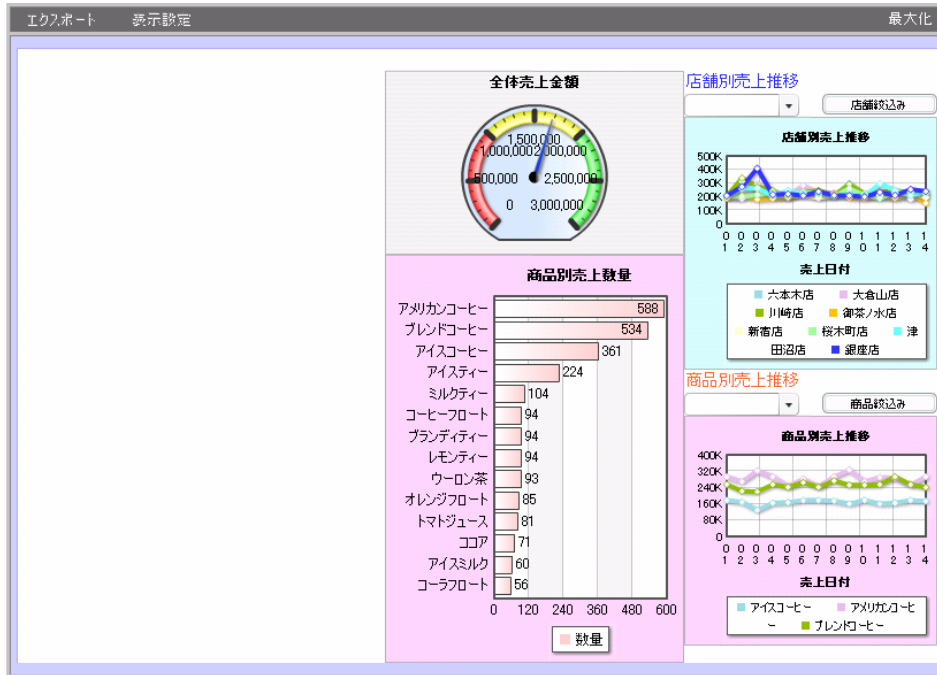 エクスポート 表示設定 最大化
全体売上金額
1,500,000
1,000,000 2,000,000
500,000 2,500,000
0 3,000,000
商品別売上数量
アメリカンコーヒー 588
ブレンドコーヒー 534
アイスコーヒー 361
アイスティー 224
ミルクティー 104
コーヒーフロート 94
ブランディティー 94
レモンティー 94
ウーロン茶 93
オレンジフロート 85
トマトジュース 81
ココア 71
アイスミルク 60
コーラフロート 56
0 120 240 360 480 600
数量
店舗別売上推移
店舗絞込み
店舗別売上推移
500K
400K
300K
200K
100K
0
0 0 0 0 0 0 0 0 0 1 1 1 1 1
1 2 3 4 5 6 7 8 9 0 1 2 3 4
売上日付
六本木店 大倉山店
川崎店 御茶ノ水店
新宿店 桜木町店 津
田沼店 銀座店
商品別売上推移
商品絞込み
商品別売上推移
400K
320K
240K
160K
80K
0
0 0 0 0 0 0 0 0 0 1 1 1 1 1
1 2 3 4 5 6 7 8 9 0 1 2 3 4
売上日付
アイスコーヒー アメリカンコーヒ
ー ブレンドコーヒー